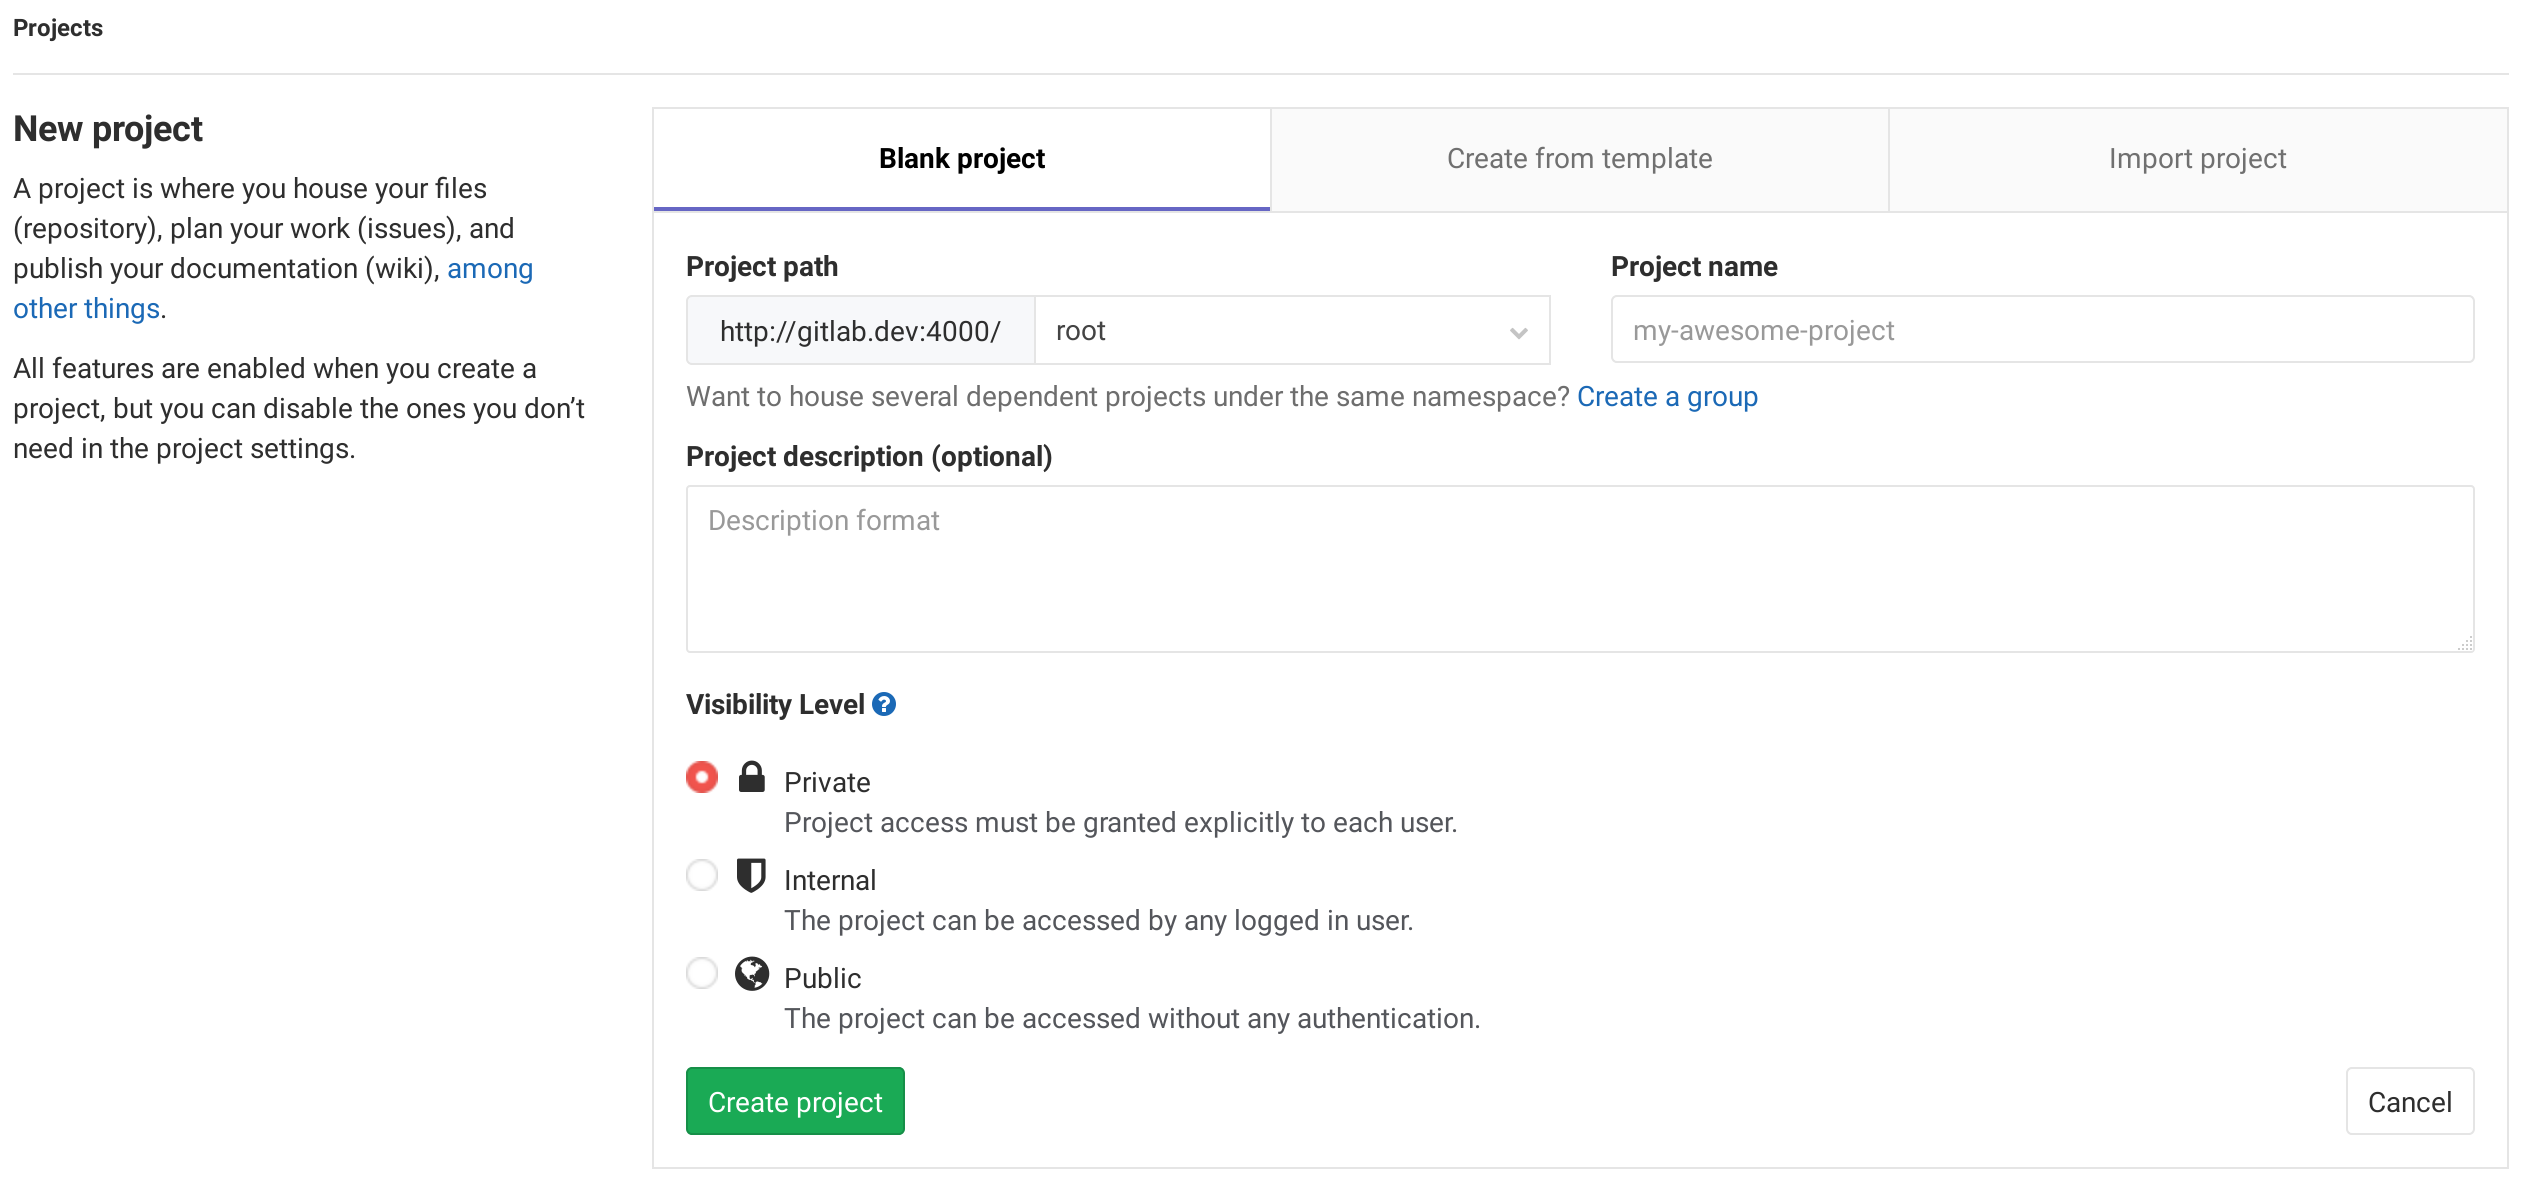 Projects
New project
A project is where you house your files
(repository), plan your work (issues), and
publish your documentation (wiki), among
other things.
All features are enabled when you create a
project, but you can disable the ones you don’t
need in the project settings.
Blank project
Create from template
Import project
Project path
Project name
http://gitlab.dev:4000/
root
my-awesome-project
Want to house several dependent projects under the same namespace? Create a group
Project description (optional)
Description format
Visibility Level ?
Private
Project access must be granted explicitly to each user.
Internal
The project can be accessed by any logged in user.
Public
The project can be accessed without any authentication.
Create project
Cancel